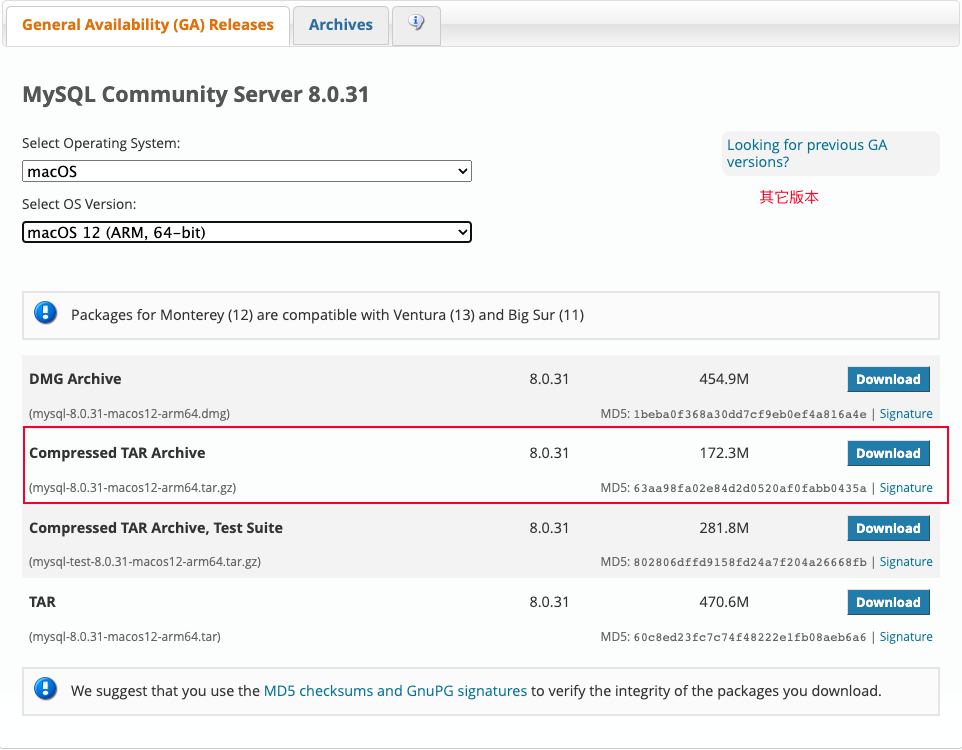 General Availability (GA) Releases
Archives
MySQL Community Server 8.0.31
Select Operating System:
macOS
Looking for previous GA
versions?
其它版本
Select OS Version:
macOS 12 (ARM, 64-bit)
Packages for Monterey (12) are compatible with Ventura (13) and Big Sur (11)
DMG Archive 8.0.31 454.9M Download
(mysql-8.0.31-macos12-arm64.dmg) MD5: 1beba0f368a30dd7cf9eb0ef4a816a4e | Signature
Compressed TAR Archive 8.0.31 172.3M Download
(mysql-8.0.31-macos12-arm64.tar.gz) MD5: 63aa98fa02e84d2d0520af0fabb0435a | Signature
Compressed TAR Archive, Test Suite 8.0.31 281.8M Download
(mysql-test-8.0.31-macos12-arm64.tar.gz) MD5: 802806dffd9158fd24a7f204a26668fb | Signature
TAR 8.0.31 470.6M Download
(mysql-8.0.31-macos12-arm64.tar) MD5: 60c8ed23fc7c74f48222e1fb08aeb6a6 | Signature
We suggest that you use the MD5 checksums and GnuPG signatures to verify the integrity of the packages you download.